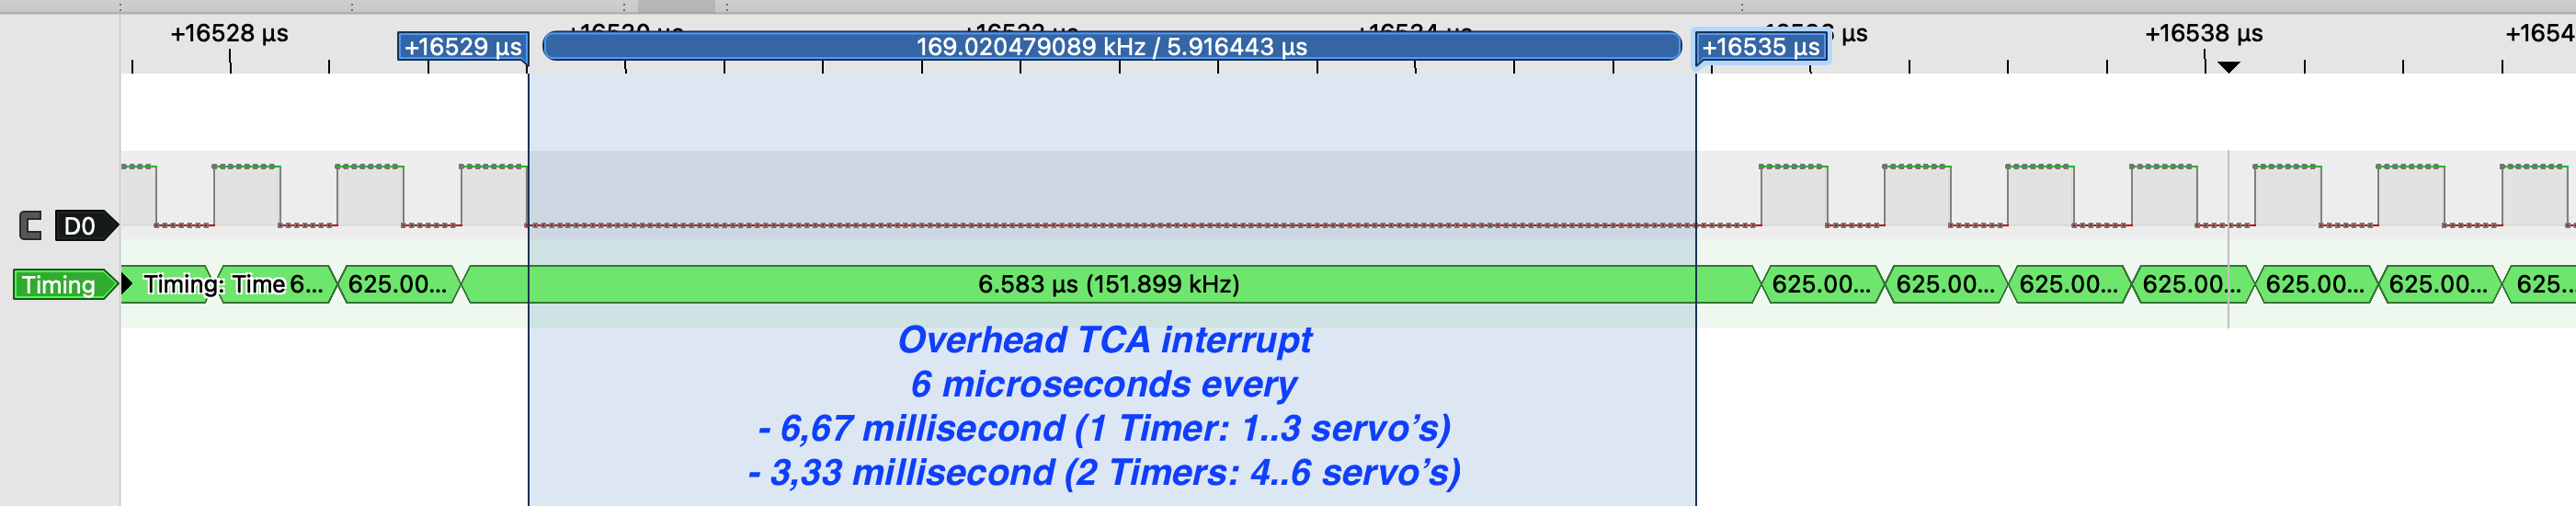 +16528 µs
+16529 µs
169.020479089 kHz / 5.916443 µs
+16535 µs
µs
+16538 µs
+1654
D0
Timing
Timing: Time 6...
625.00...
6.583 µs (151.899 kHz)
625.00...
625.00...
625.00...
625.00...
625.00...
625.00...
625...
Overhead TCA interrupt
6 microseconds every
- 6,67 millisecond (1 Timer: 1..3 servo’s)
- 3,33 millisecond (2 Timers: 4..6 servo’s)